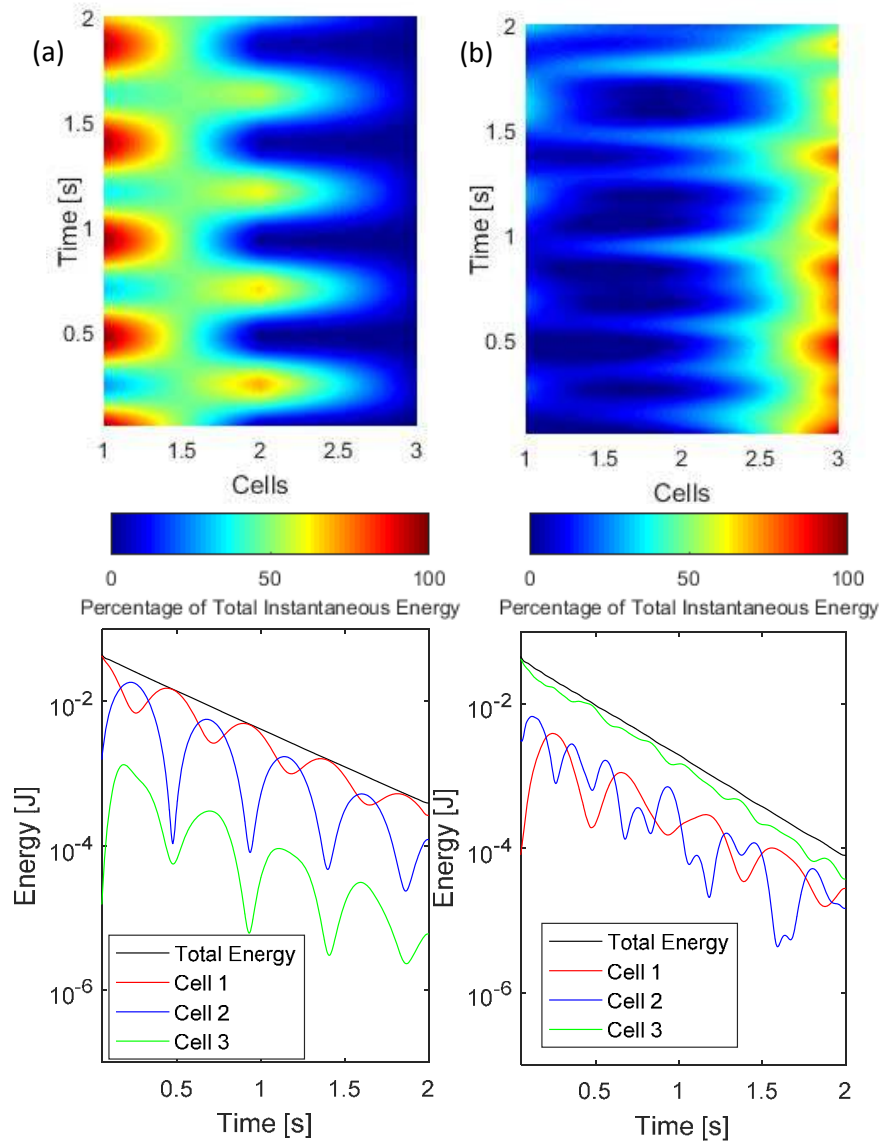 (a)
2
1.5
1
0.5
Time [s]
1 1.5 2 2.5 3
Cells
0 50 100
Percentage of Total Instantaneous Energy
(b)
2
1.5
1
0.5
Time [s]
1 1.5 2 2.5 3
Cells
0 50 100
Percentage of Total Instantaneous Energy
10-2
10-4
10-6
Energy [J]
Total Energy
Cell 1
Cell 2
Cell 3
0.5 1 1.5 2
Time [s]
10-2
10-4
10-6
Energy [J]
Total Energy
Cell 1
Cell 2
Cell 3
0.5 1 1.5 2
Time [s]